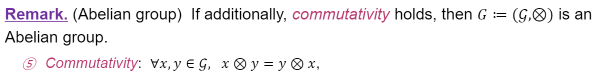 Remark. (Abelian group) If additionally, commutativity holds, then 𝐺 ≔ (𝒢,⊗) is an
Abelian group.
⑤ Commutativity: ∀𝑥, 𝑦 ∈ 𝒢, 𝑥 ⊗ 𝑦 = 𝑦 ⊗ 𝑥,